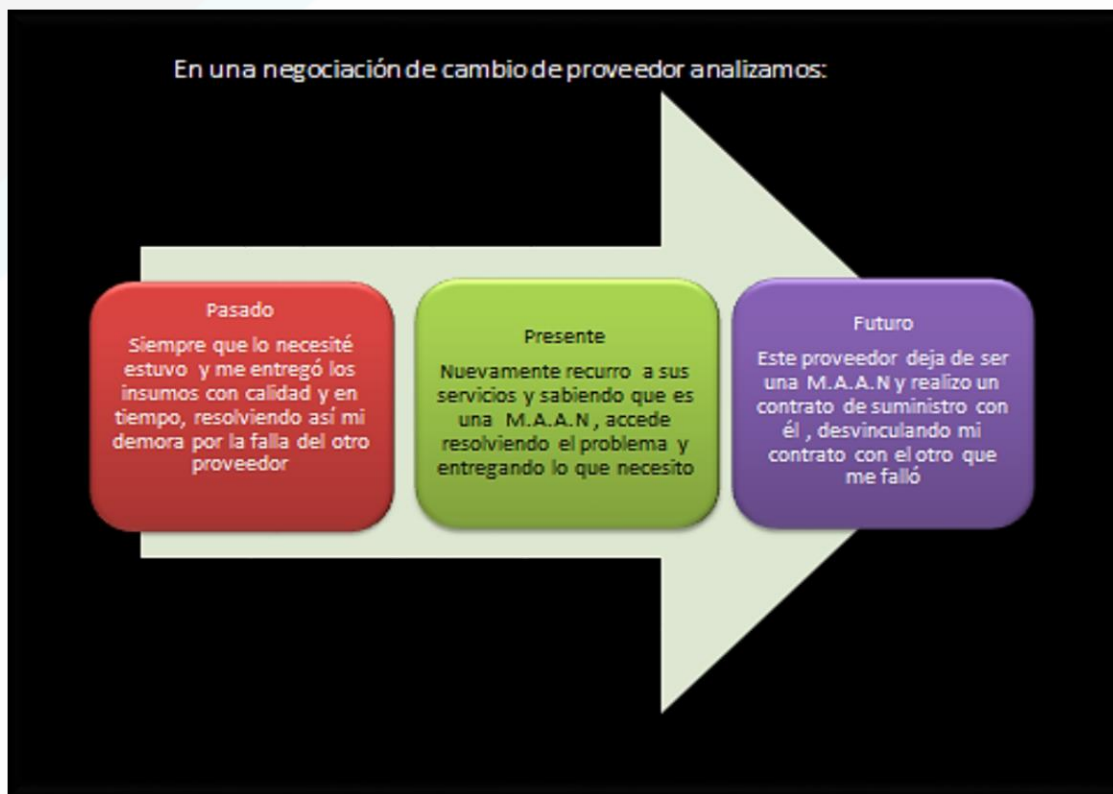 En una negociación de cambio de proveedor analizamos:
Pasado
Siempre que lo necesité
estuvo y me entregó los
insumos con calidad y en
tiempo, resolviendo así mi
demora por la falla del otro
proveedor
Presente
Nuevamente recurro a sus
servicios y sabiendo que es
una M.A.A.N , accede
resolviendo el problema y
entregando lo que necesito
Futuro
Este proveedor deja de ser
una M.A.A.N y realizo un
contrato de suministro con
él , desvinculando mi
contrato con el otro que
me falló